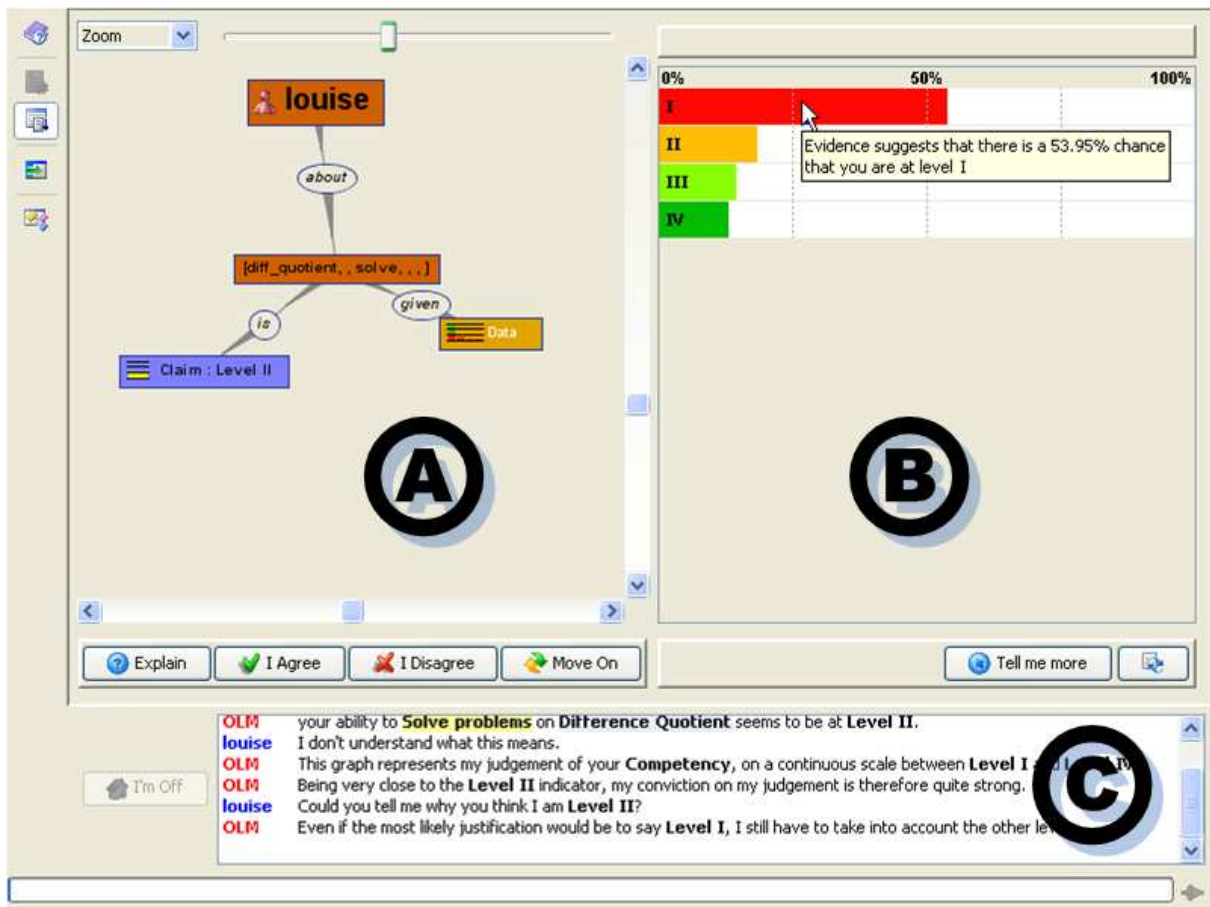 Zoom
louise
about
[diff_quotient, , solve, , , ]
is
given
Data
Claim : Level II
A
Explain
I Agree
I Disagree
Move On
0% 50% 100%
I
II
III
IV
Evidence suggests that there is a 53.95% chance
that you are at level I
B
Tell me more
I'm Off
OLM your ability to Solve problems on Difference Quotient seems to be at Level II.
louise I don't understand what this means.
OLM This graph represents my judgement of your Competency, on a continuous scale between Level I
OLM Being very close to the Level II indicator, my conviction on my judgement is therefore quite strong.
louise Could you tell me why you think I am Level II?
OLM Even if the most likely justification would be to say Level I, I still have to take into account the other
C